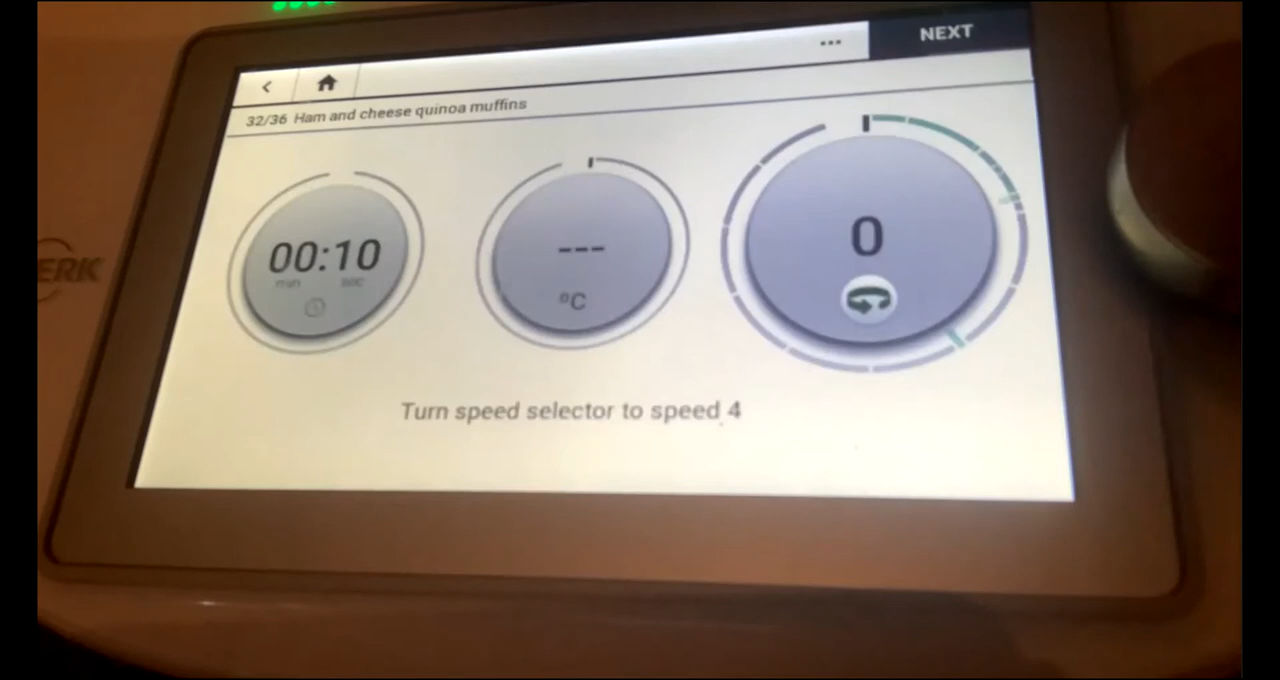 NEXT
32/36 Ham and cheese quinoa muffins
00:10
min sec
---
°C
0
Turn speed selector to speed 4
ERK